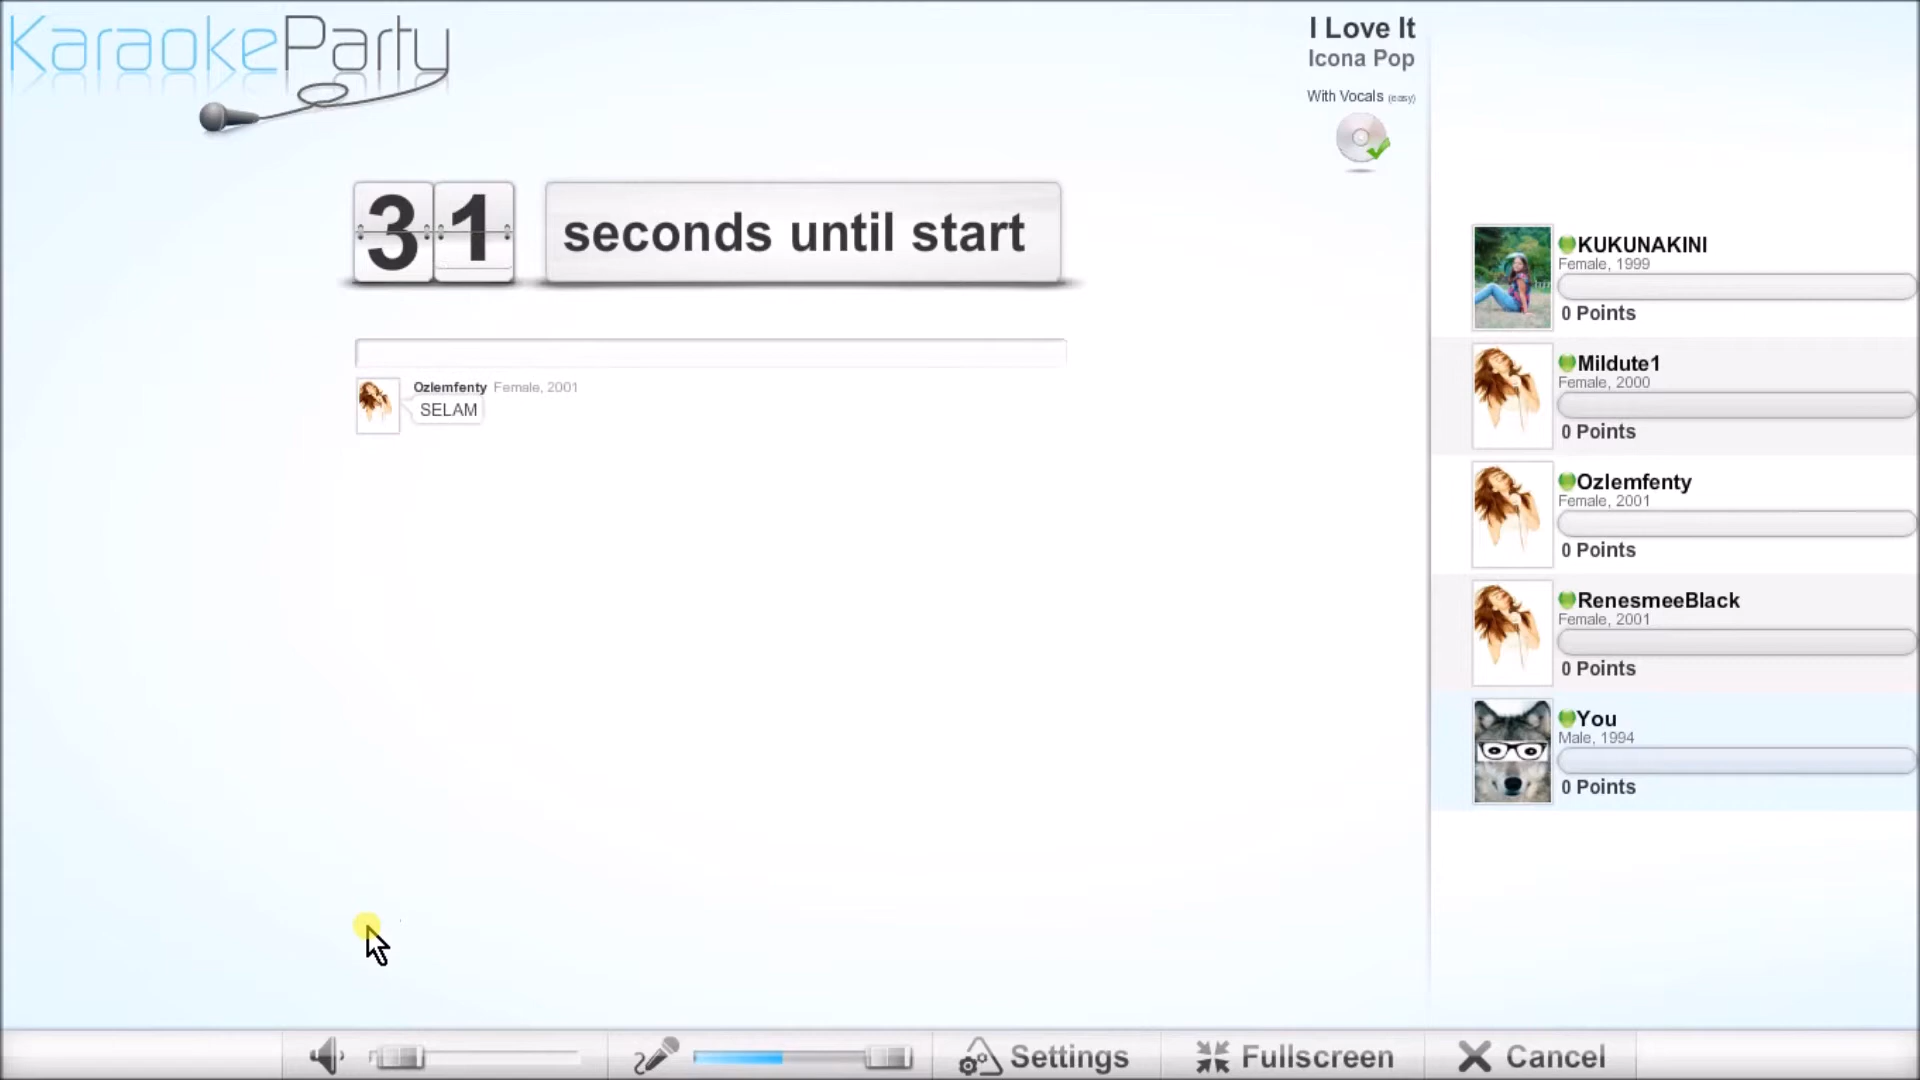 KaraokeParty
I Love It
Icona Pop
With Vocals (easy)
31 seconds until start
Ozlemfenty Female, 2001
SELAM
KUKUNAKINI
Female, 1999
0 Points
Mildute1
Female, 2000
0 Points
Ozlemfenty
Female, 2001
0 Points
RenesmeeBlack
Female, 2001
0 Points
You
Male, 1994
0 Points
Settings
Fullscreen
Cancel